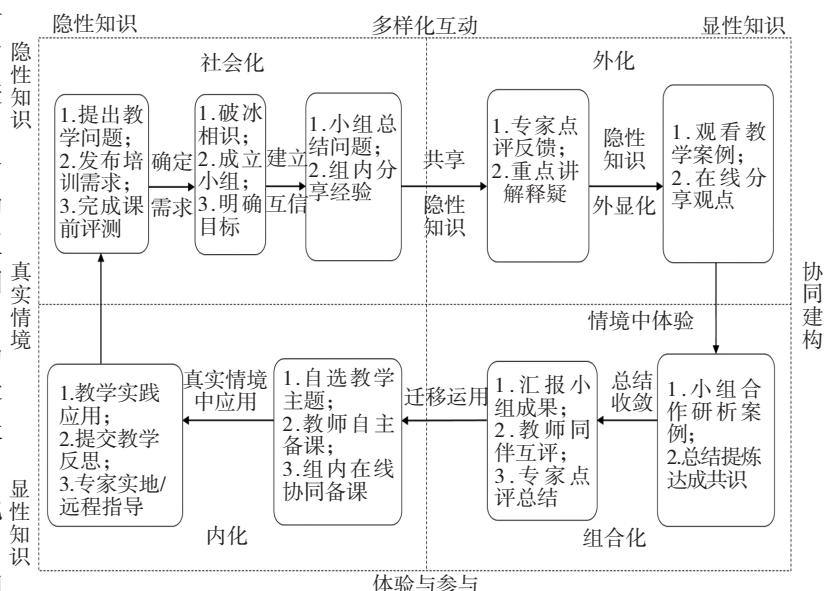 隐性知识
多样化互动
显性知识
隐性知识
社会化
外化
1.提出教
学问题;
2.发布培
训需求;
3.完成课
前评测
确定
需求
1.破冰
相识;
2.成立
小组;
3.明确
目标
建立
互信
1.小组总
结问题;
2.组内分
享经验
共享
隐性
知识
1.专家点
评反馈;
2.重点讲
解释疑
隐性
知识
外显化
1.观看教
学案例;
2.在线分
享观点
真实情境
协同建构
情境中体验
1.教学实践
应用;
2.提交教学
反思;
3.专家实地/
远程指导
真实情境
中应用
1.自选教学
主题;
2.教师自主
备课;
3.组内在线
协同备课
迁移运用
1.汇报小
组成果;
2.教师同
伴互评;
3.专家点
评总结
总结
收敛
1.小组合
作研析案
例;
2.总结提炼
达成共识
显性知识
内化
组合化
体验与参与